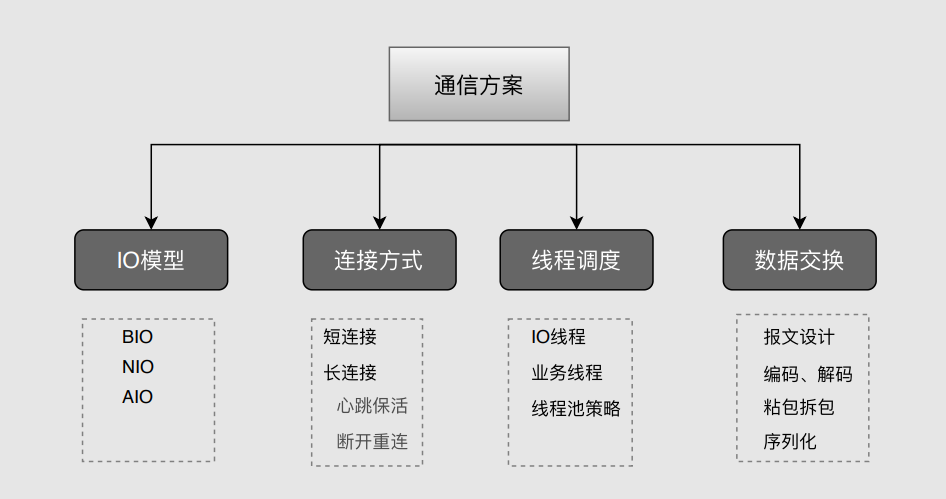 通信方案
IO模型
连接方式
线程调度
数据交换
BIO
NIO
AIO
短连接
长连接
心跳保活
断开重连
IO线程
业务线程
线程池策略
报文设计
编码、解码
粘包拆包
序列化